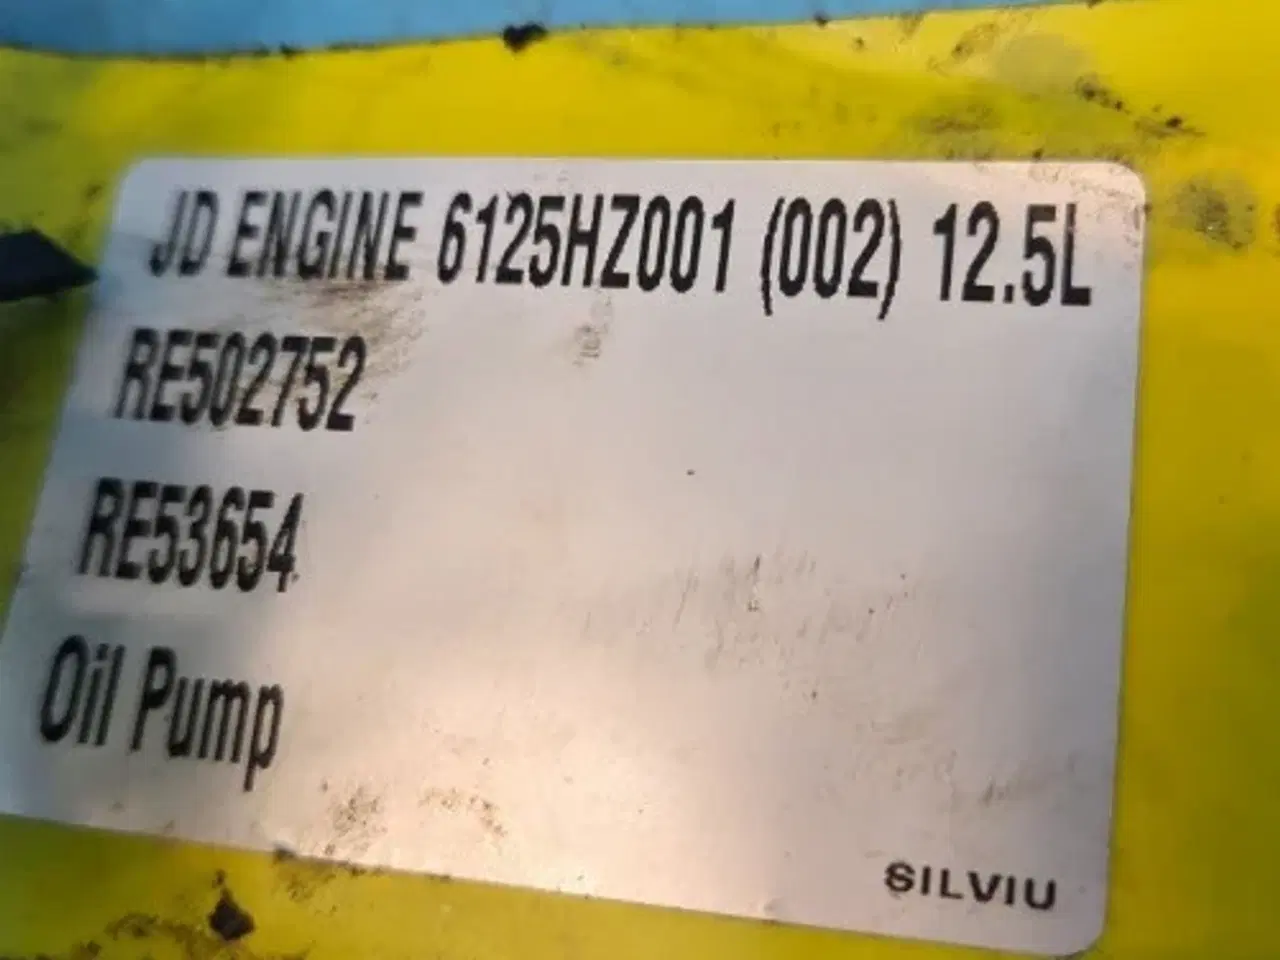 JD ENGINE 6125HZ001 (002) 12.5L
RE502752
RE53654
Oil Pump
SILVIU